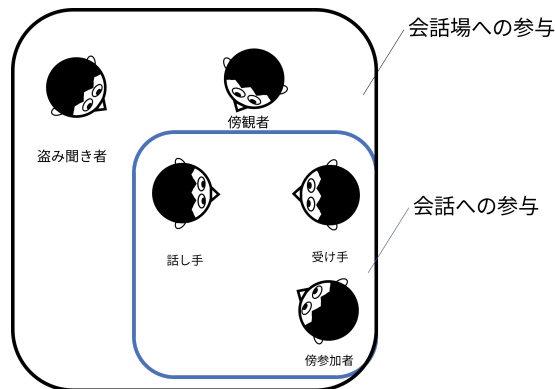 会話場への参与
傍観者
盗み聞き者
会話への参与
話し手
受け手
傍参加者